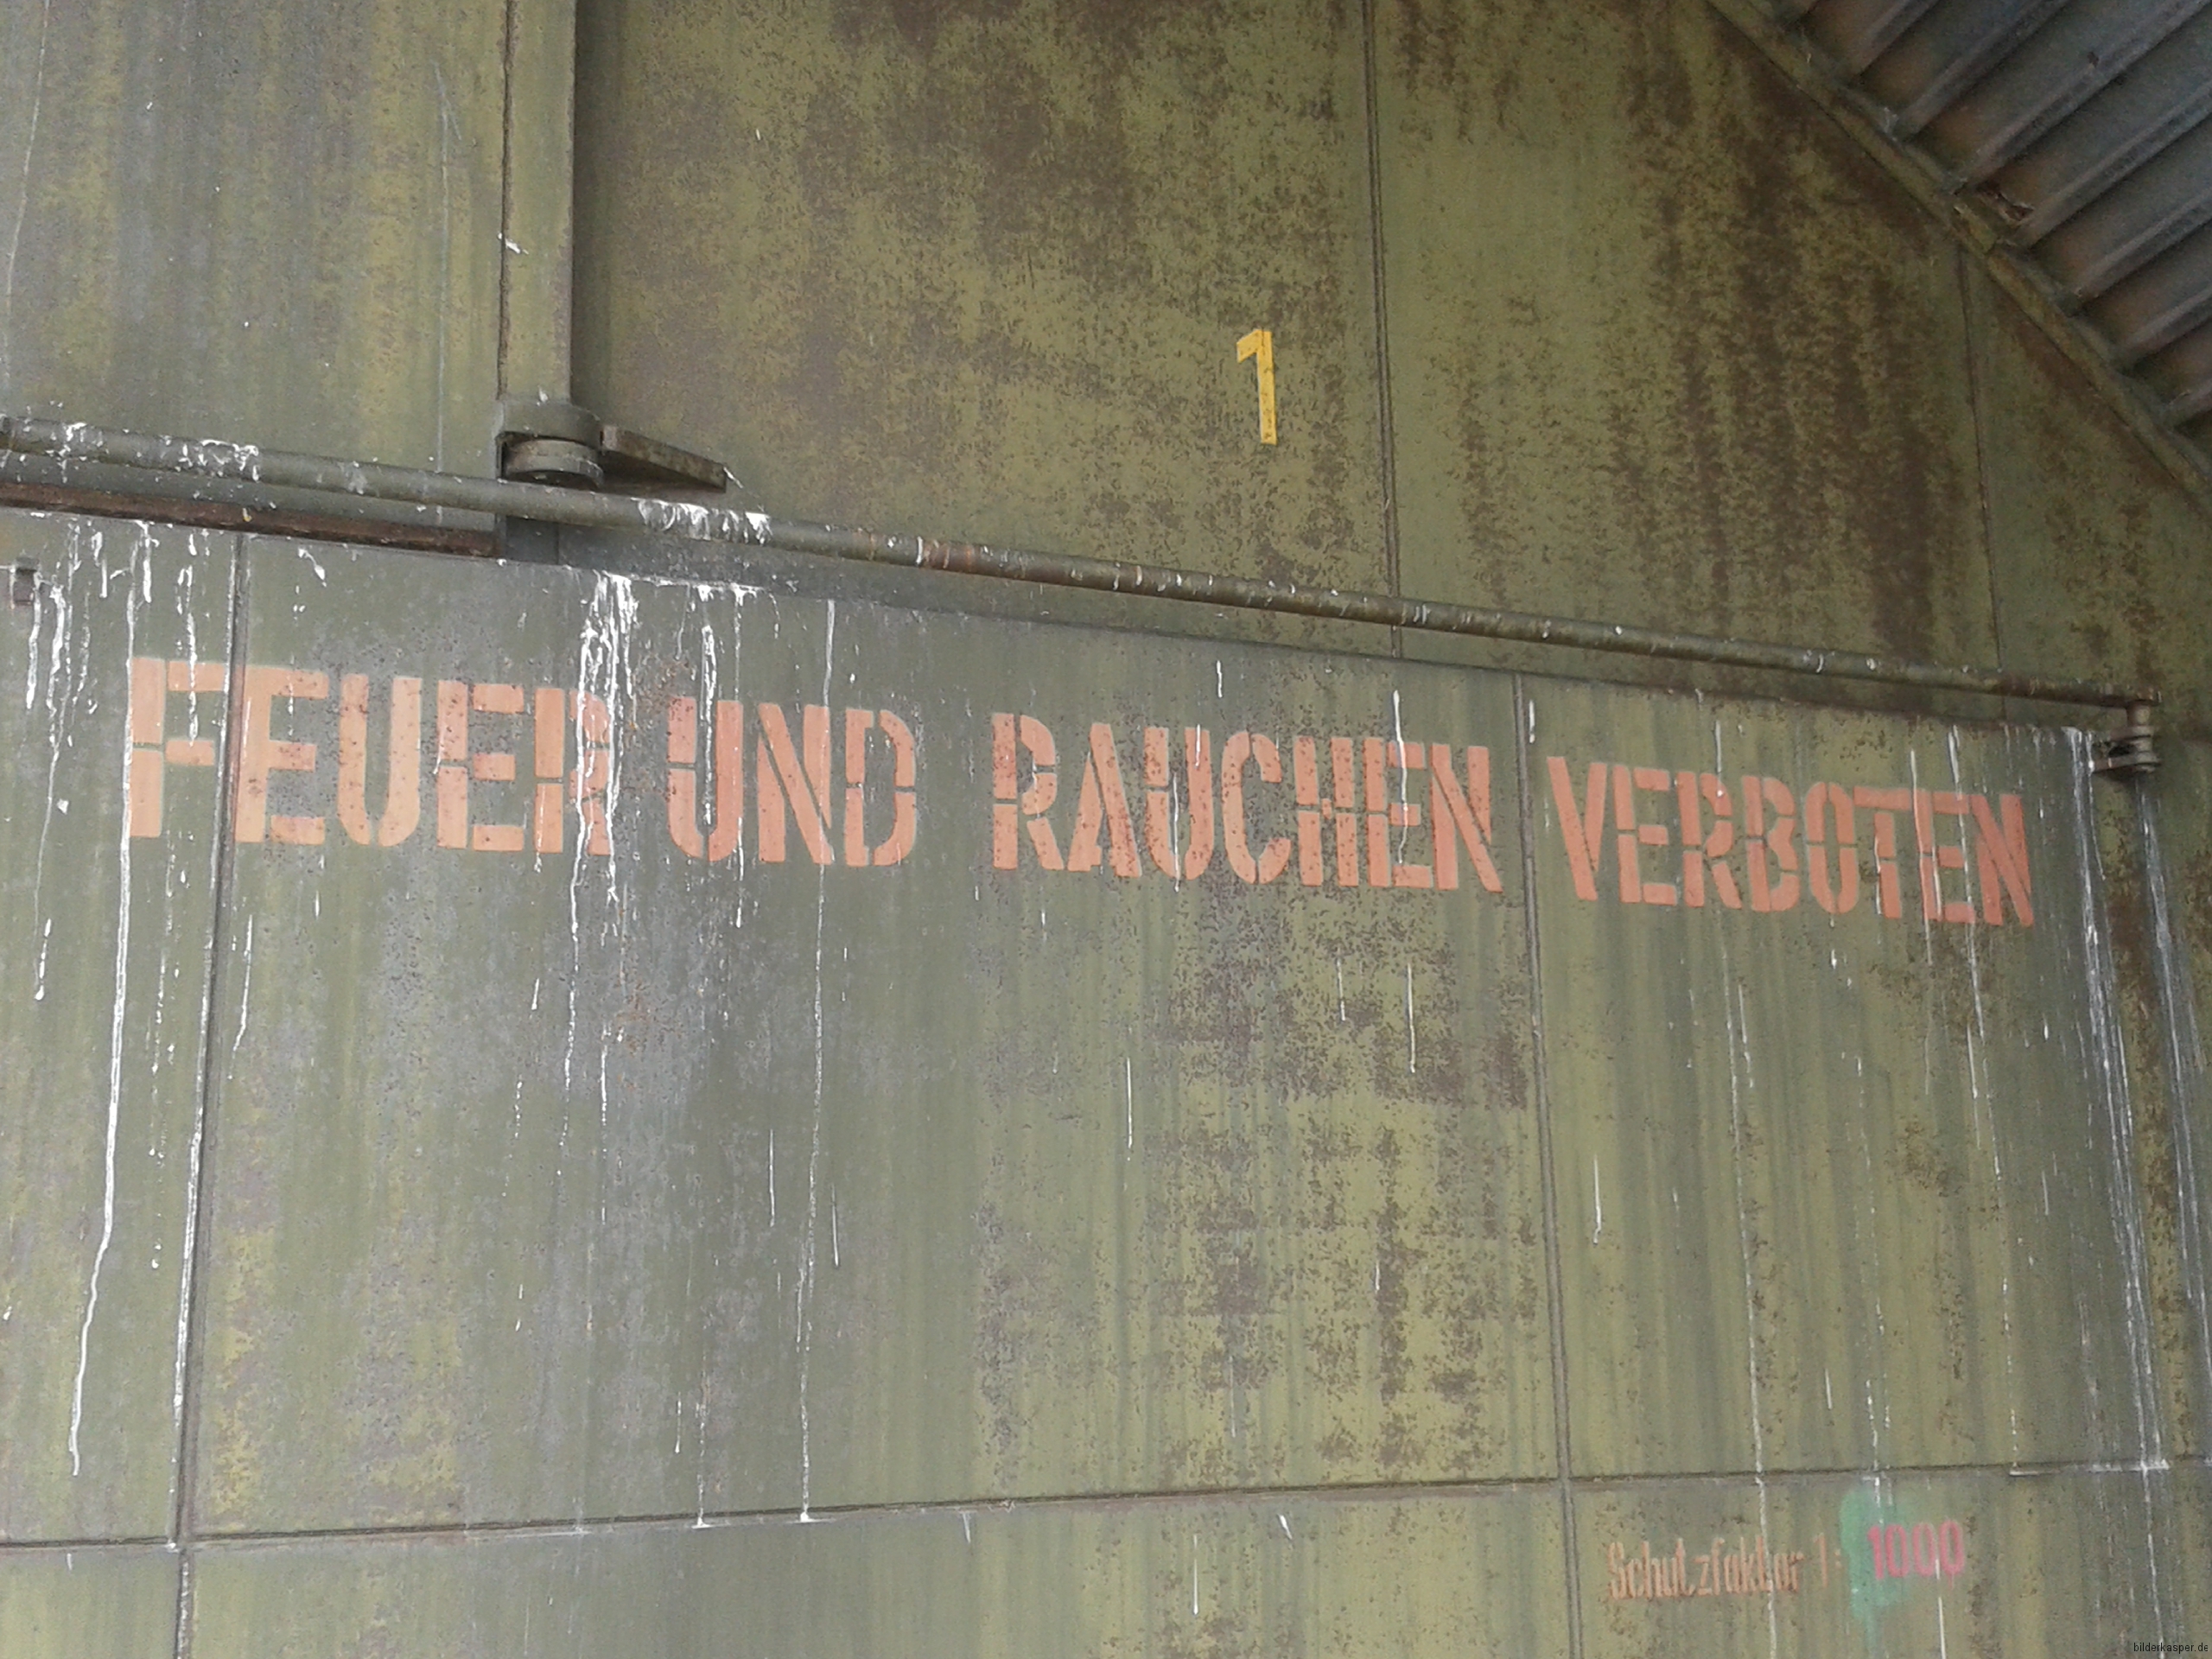 1
FEUER UND RAUCHEN VERBOTEN
Schutzfaktor 1: 1000
bilderkasper.de